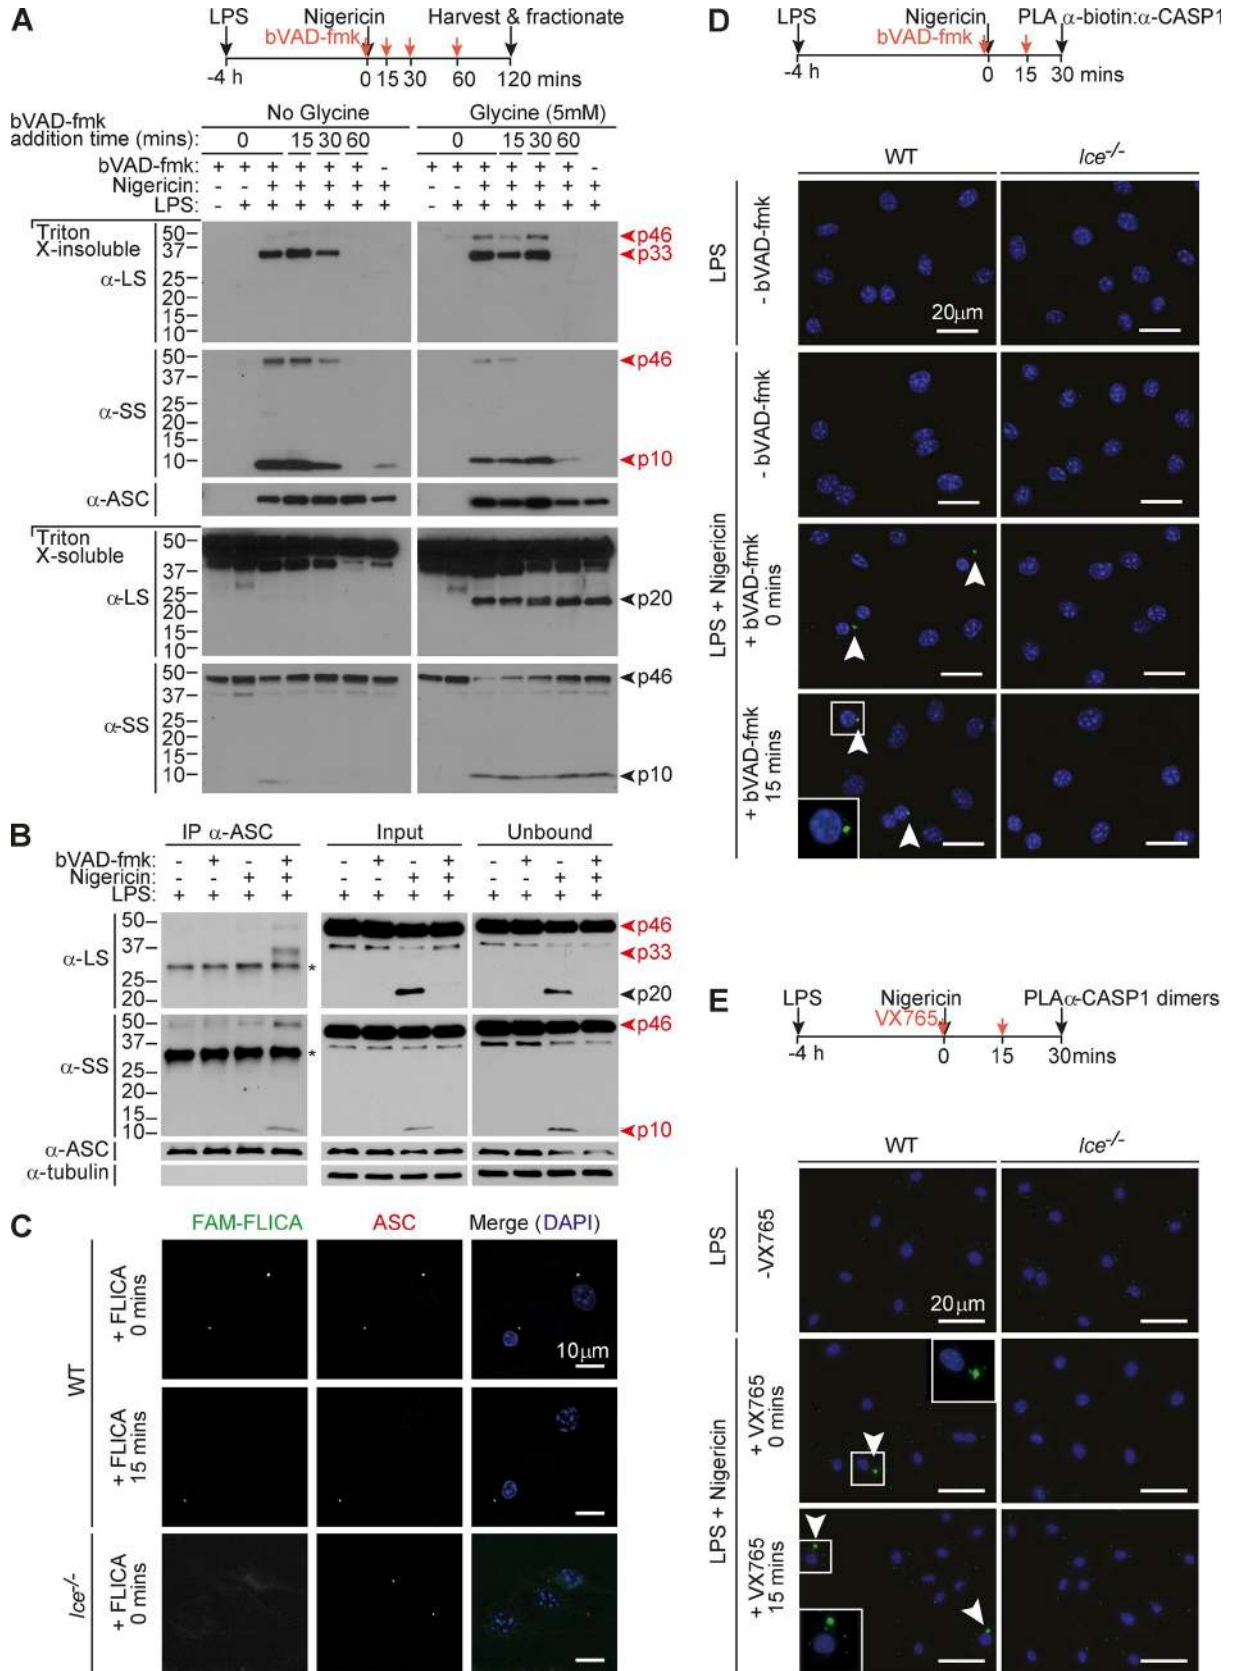 A
LPS Nigericin Harvest & fractionate
bVAD-fmk
-4 h 0 15 30 60 120 mins
No Glycine Glycine (5mM)
bVAD-fmk
addition time (mins): 0 15 30 60 0 15 30 60
bVAD-fmk: + + + + + + - + + + + + + -
Nigericin: - - + + + + + - - + + + + +
LPS: - + + + + + + - + + + + + +
Triton
X-insoluble
α-LS
50
37
25
20
15
10
p46
p33
α-SS
50
37
25
20
15
10
p46
p10
α-ASC
Triton
X-soluble
α-LS
50
37
25
20
15
10
p20
α-SS
50
37
25
20
15
10
p46
p10
B
IP α-ASC Input Unbound
bVAD-fmk: - + - + - + - + - + - +
Nigericin: - - + + - - + + - - + +
LPS: + + + + + + + + + + + +
α-LS
50
37
25
20
*
p46
p33
p20
α-SS
50
37
25
20
15
10
*
p46
p10
α-ASC
α-tubulin
C
FAM-FLICA ASC Merge (DAPI)
WT
+ FLICA
0 mins
10μm
+ FLICA
15 mins
Ice-/-
+ FLICA
0 mins
D
LPS Nigericin PLA α-biotin:α-CASP1
bVAD-fmk
-4 h 0 15 30 mins
WT Ice-/-
LPS
- bVAD-fmk
20μm
LPS + Nigericin
- bVAD-fmk
+ bVAD-fmk
0 mins
+ bVAD-fmk
15 mins
E
LPS Nigericin PLAα-CASP1 dimers
VX765
-4 h 0 15 30mins
WT Ice-/-
LPS
-VX765
20μm
LPS + Nigericin
+ VX765
0 mins
+ VX765
15 mins